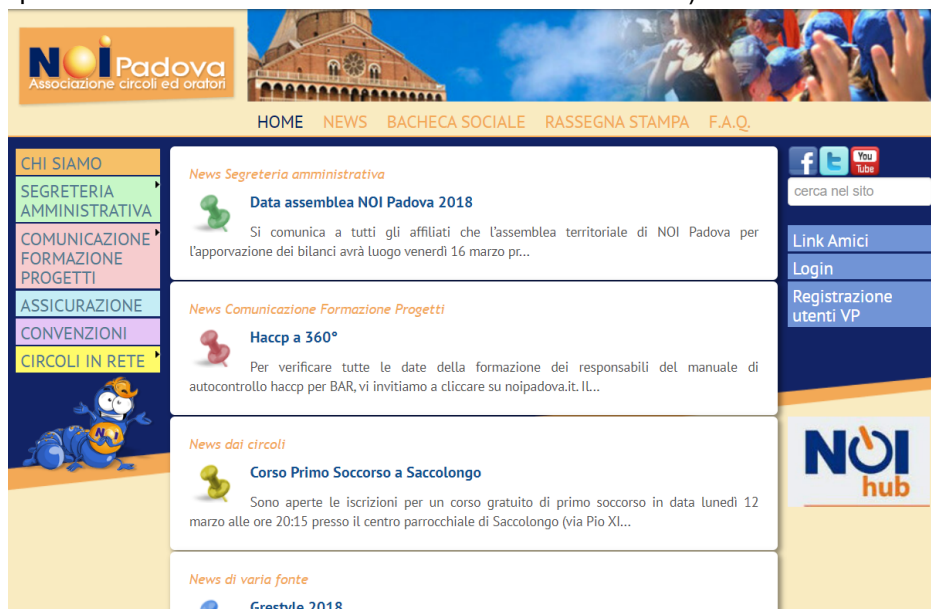 NOI Padova
Associazione circoli ed oratori
HOME NEWS BACHECA SOCIALE RASSEGNA STAMPA F.A.Q.
CHI SIAMO
SEGRETERIA
AMMINISTRATIVA
COMUNICAZIONE
FORMAZIONE
PROGETTI
ASSICURAZIONE
CONVENZIONI
CIRCOLI IN RETE
NOI
News Segreteria amministrativa
Data assemblea NOI Padova 2018
Si comunica a tutti gli affiliati che l'assemblea territoriale di NOI Padova per
l'apporvazione dei bilanci avrà luogo venerdì 16 marzo pr...
News Comunicazione Formazione Progetti
Haccp a 360°
Per verificare tutte le date della formazione dei responsabili del manuale di
autocontrollo haccp per BAR, vi invitiamo a cliccare su noipadova.it. Il...
News dai circoli
Corso Primo Soccorso a Saccolongo
Sono aperte le iscrizioni per un corso gratuito di primo soccorso in data lunedì 12
marzo alle ore 20:15 presso il centro parrocchiale di Saccolongo (via Pio XI...
News di varia fonte
Grestyle 2018
f t You
Tube
cerca nel sito
Link Amici
Login
Registrazione
utenti VP
NOI
hub